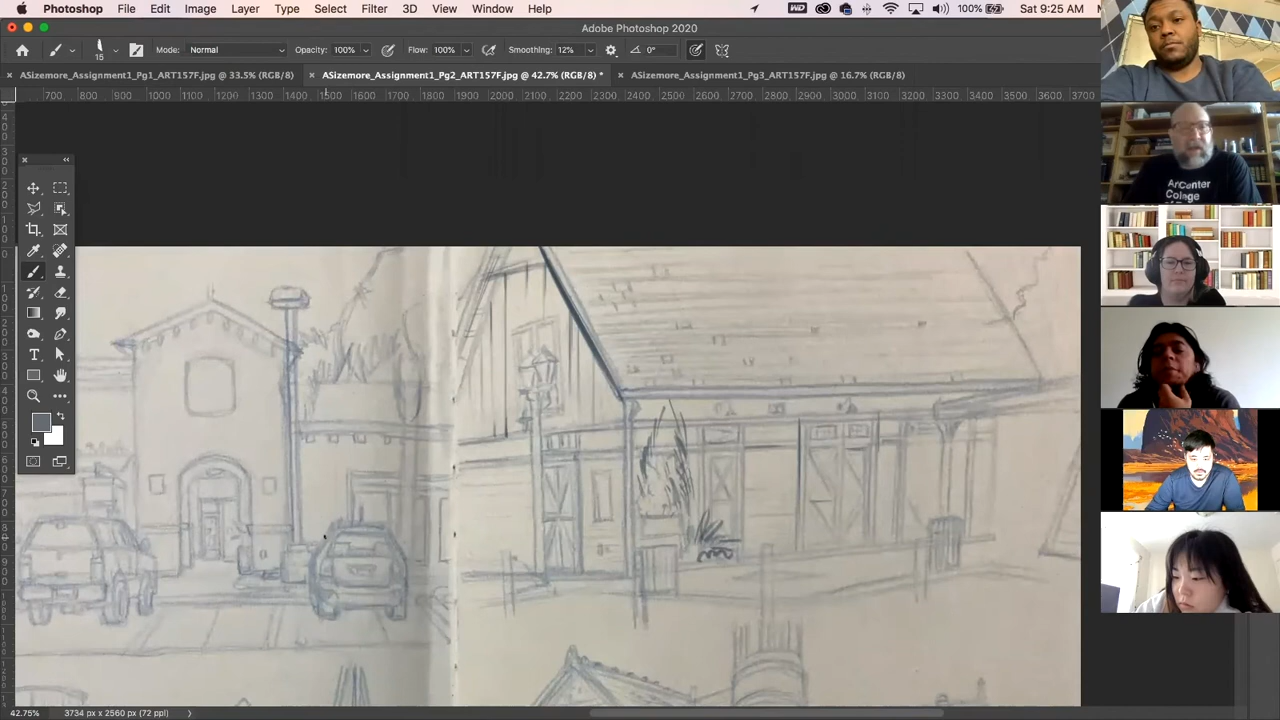 Photoshop File Edit Image Layer Type Select Filter 3D View Window Help 100% Sat 9:25 AM
Adobe Photoshop 2020
15 Mode: Normal Opacity: 100% Flow: 100% Smoothing: 12% 0°
ASizemore_Assignment1_Pg1_ART157F.jpg @ 33.5% (RGB/8) ASizemore_Assignment1_Pg2_ART157F.jpg @ 42.7% (RGB/8) * ASizemore_Assignment1_Pg3_ART157F.jpg @ 16.7% (RGB/8)
700 800 900 1000 1100 1200 1300 1400 1500 1600 1700 1800 1900 2000 2100 2200 2300 2400 2500 2600 2700 2800 2900 3000 3100 3200 3300 3400 3500 3600 3700
ArtCenter
College
42.75% 3734 px x 2560 px (72 ppi)